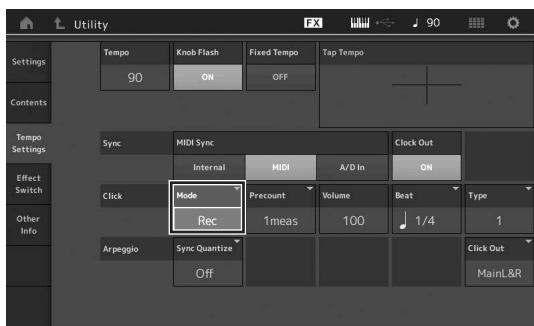 Utility FX ♩ 90
Settings
Contents
Tempo
Settings
Effect
Switch
Other
Info
Tempo Knob Flash Fixed Tempo Tap Tempo
90 ON OFF
Sync MIDI Sync Clock Out
Internal MIDI A/D In ON
Click Mode Precount Volume Beat Type
Rec 1meas 100 ♩ 1/4 1
Arpeggio Sync Quantize Click Out
Off MainL&R